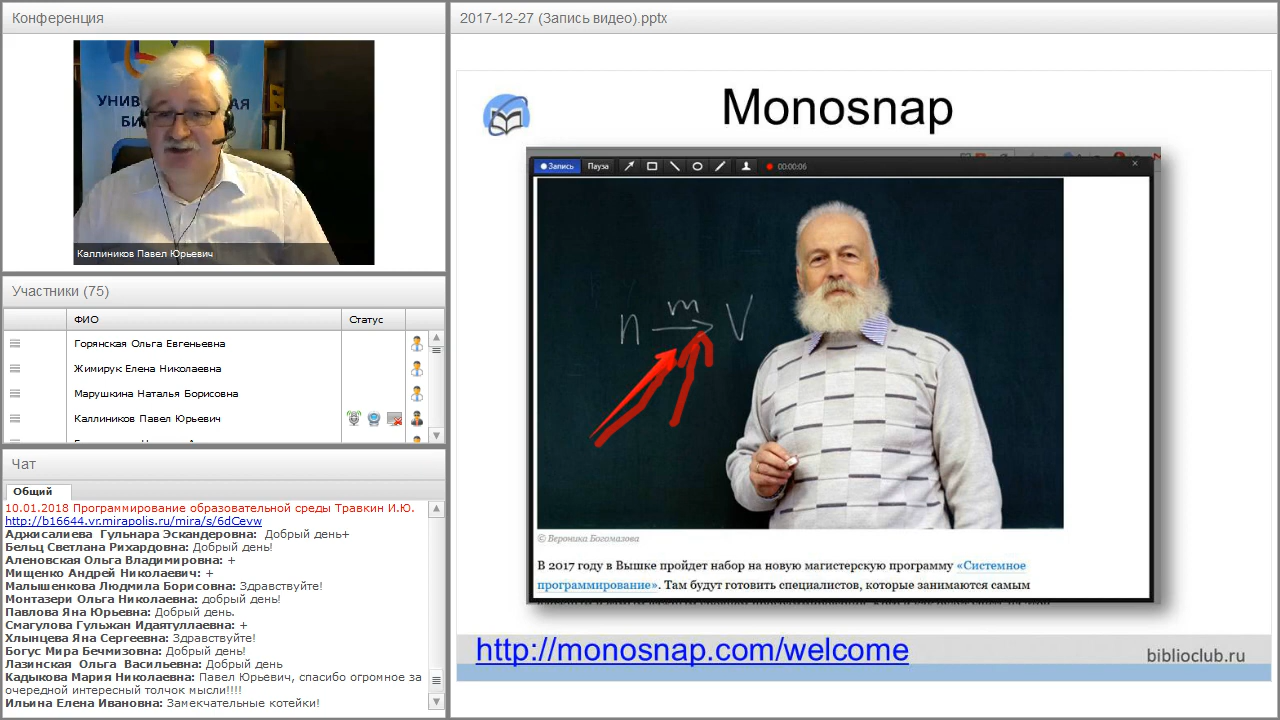 Конференция
УНИВ
АЯ
БИ
Каллиников Павел Юрьевич
Участники (75)
ФИО
Статус
Горянская Ольга Евгеньевна
Жимирук Елена Николаевна
Марушкина Наталья Борисовна
Каллиников Павел Юрьевич
Чат
Общий
10.01.2018 Программирование образовательной среды Травкин И.Ю.
http://b16644.vr.mirapolis.ru/mira/s/6dCevw
Аджисалиева Гульнара Эскандеровна: Добрый день+
Бельц Светлана Рихардовна: Добрый день!
Аленовская Ольга Владимировна: +
Мищенко Андрей Николаевич: +
Малышенкова Людмила Борисовна: Здравствуйте!
Монтазери Ольга Николаевна: добрый день!
Павлова Яна Юрьевна: Добрый день.
Смагулова Гульжан Идаятуллаевна: +
Хлынцева Яна Сергеевна: Здравствуйте!
Богус Мира Бечмизовна: Добрый день!
Лазинская Ольга Васильевна: Добрый день
Кадыкова Мария Николаевна: Павел Юрьевич, спасибо огромное за
очередной интересный толчок мысли!!!!
Ильина Елена Ивановна: Замекчательные котейки!
2017-12-27 (Запись видео).pptx
Monosnap
Запись Пауза 00:00:06
m
n V
© Вероника Богомазова
В 2017 году в Вышке пройдет набор на новую магистерскую программу «Системное
программирование». Там будут готовить специалистов, которые занимаются самым
http://monosnap.com/welcome
biblioclub.ru